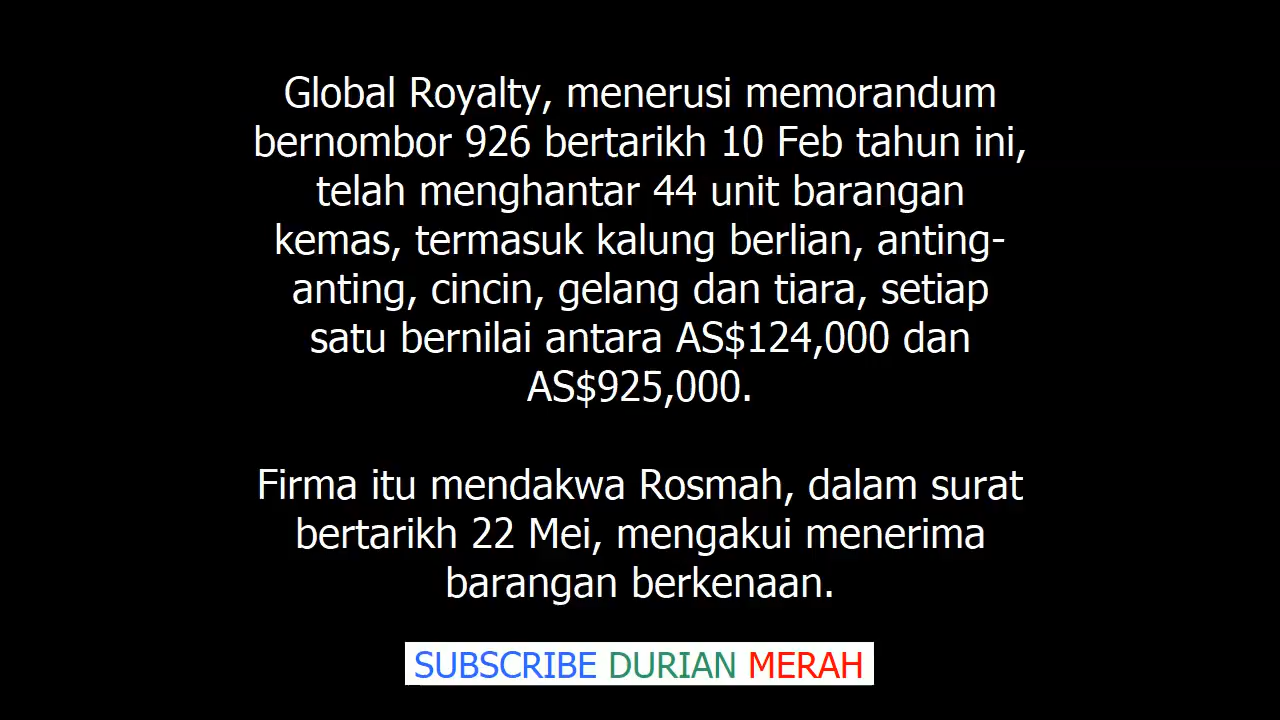 Global Royalty, menerusi memorandum
bernombor 926 bertarikh 10 Feb tahun ini,
telah menghantar 44 unit barangan
kemas, termasuk kalung berlian, anting-
anting, cincin, gelang dan tiara, setiap
satu bernilai antara AS$124,000 dan
AS$925,000.
Firma itu mendakwa Rosmah, dalam surat
bertarikh 22 Mei, mengakui menerima
barangan berkenaan.
SUBSCRIBE DURIAN MERAH